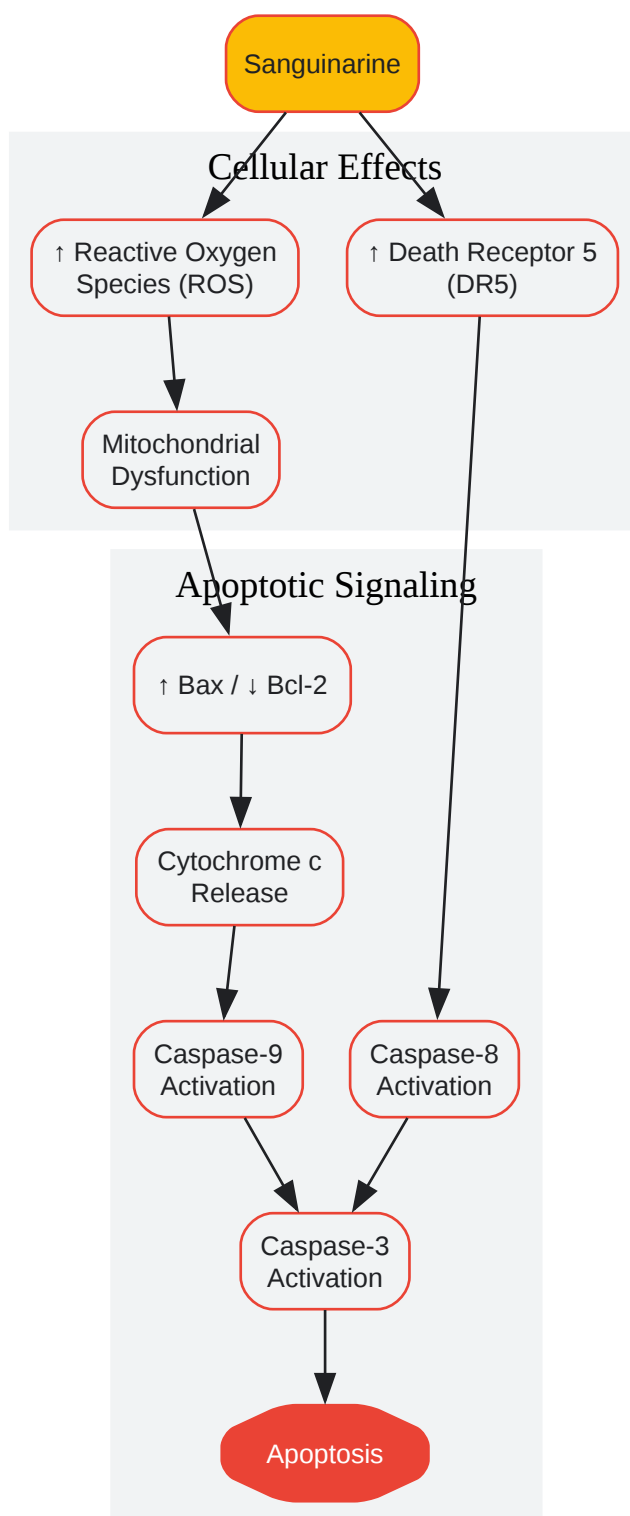 Sanguinarine
Cellular Effects
↑ Reactive Oxygen
Species (ROS)
↑ Death Receptor 5
(DR5)
Mitochondrial
Dysfunction
Apoptotic Signaling
↑ Bax / ↓ Bcl-2
Cytochrome c
Release
Caspase-9
Activation
Caspase-8
Activation
Caspase-3
Activation
Apoptosis